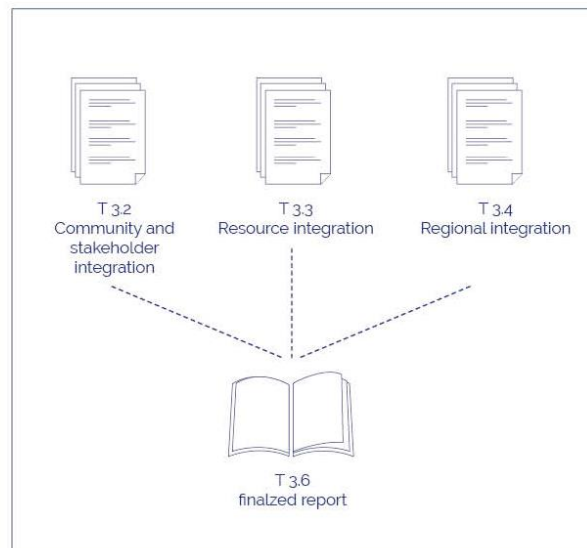 T 3.2
Community and
stakeholder
integration
T 3.3
Resource integration
T 3.4
Regional integration
T 3.6
finalzed report